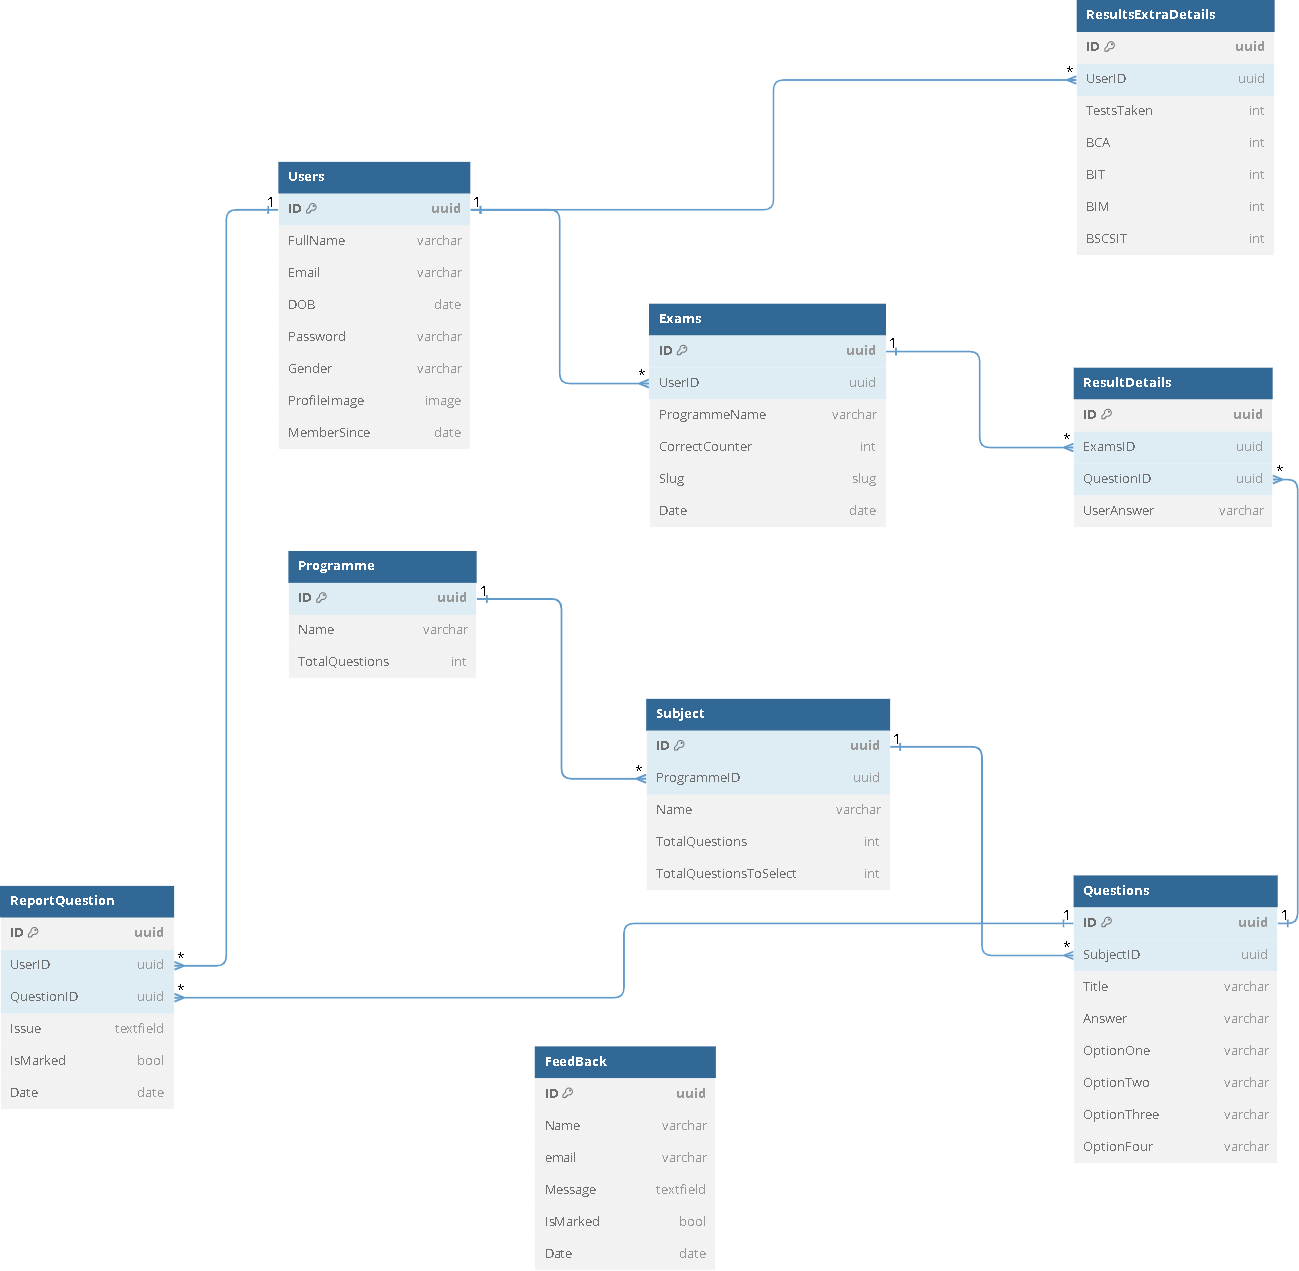 ResultsExtraDetails
ID uuid
* UserID uuid
TestsTaken int
BCA int
BIT int
BIM int
BSCSIT int
Users
1 ID uuid 1
FullName varchar
Email varchar
DOB date
Password varchar
Gender varchar
ProfileImage image
MemberSince date
Exams
ID uuid 1
* UserID uuid
ProgrammeName varchar
CorrectCounter int
Slug slug
Date date
ResultDetails
ID uuid
* ExamsID uuid
QuestionID uuid *
UserAnswer varchar
Programme
ID uuid 1
Name varchar
TotalQuestions int
Subject
ID uuid 1
* ProgrammeID uuid
Name varchar
TotalQuestions int
TotalQuestionsToSelect int
ReportQuestion
ID uuid
UserID uuid *
QuestionID uuid *
Issue textfield
IsMarked bool
Date date
Questions
1 ID uuid 1
* SubjectID uuid
Title varchar
Answer varchar
OptionOne varchar
OptionTwo varchar
OptionThree varchar
OptionFour varchar
FeedBack
ID uuid
Name varchar
email varchar
Message textfield
IsMarked bool
Date date